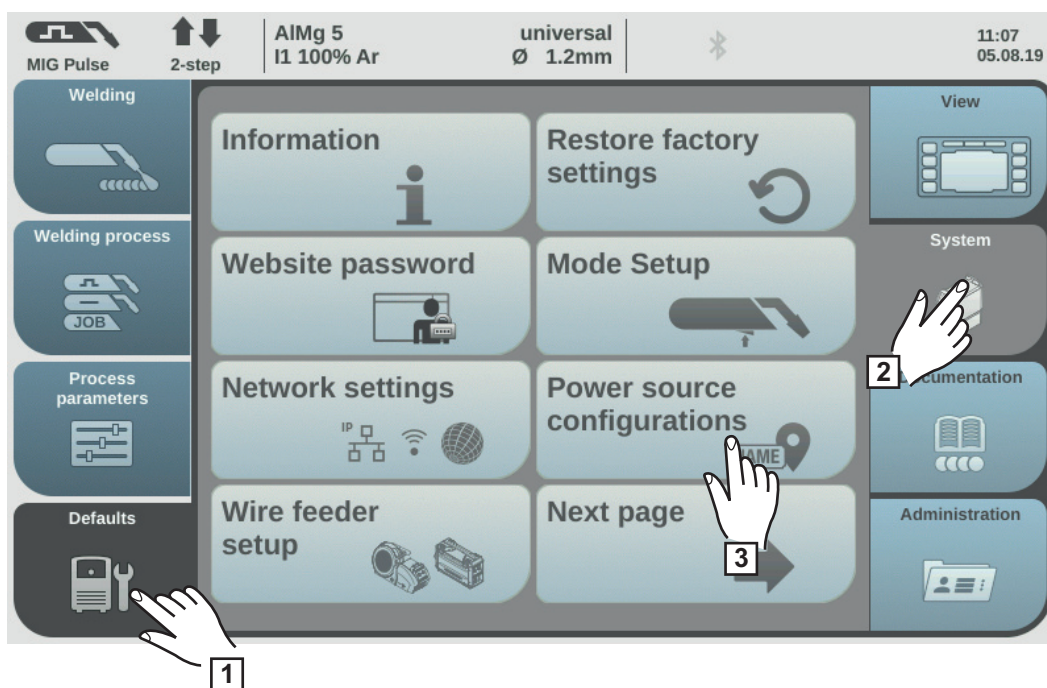 MIG Pulse
2-step
AlMg 5
I1 100% Ar
universal
Ø 1.2mm
11:07
05.08.19
Welding
Welding process
JOB
Process
parameters
Defaults
1
Information
Restore factory
settings
Website password
Mode Setup
Network settings
IP
Power source
configurations
Wire feeder
setup
Next page
3
View
System
2
Administration